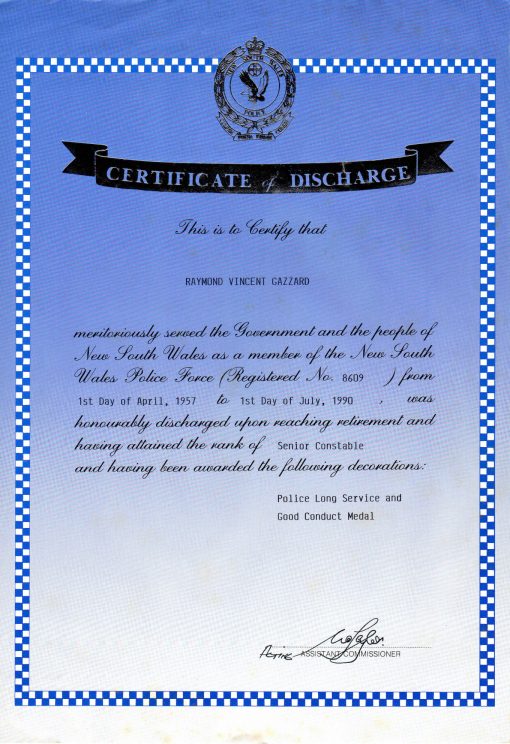 NEW SOUTH WALES
POLICE
CERTIFICATE of DISCHARGE
This is to Certify that
RAYMOND VINCENT GAZZARD
meritoriously served the Government and the people of
New South Wales as a member of the New South
Wales Police Force (Registered No. 8609 ) from
1st Day of April, 1957 to 1st Day of July, 1990 , was
honourably discharged upon reaching retirement and
having attained the rank of Senior Constable
and having been awarded the following decorations:
Police Long Service and
Good Conduct Medal
ASSISTANT COMMISSIONER